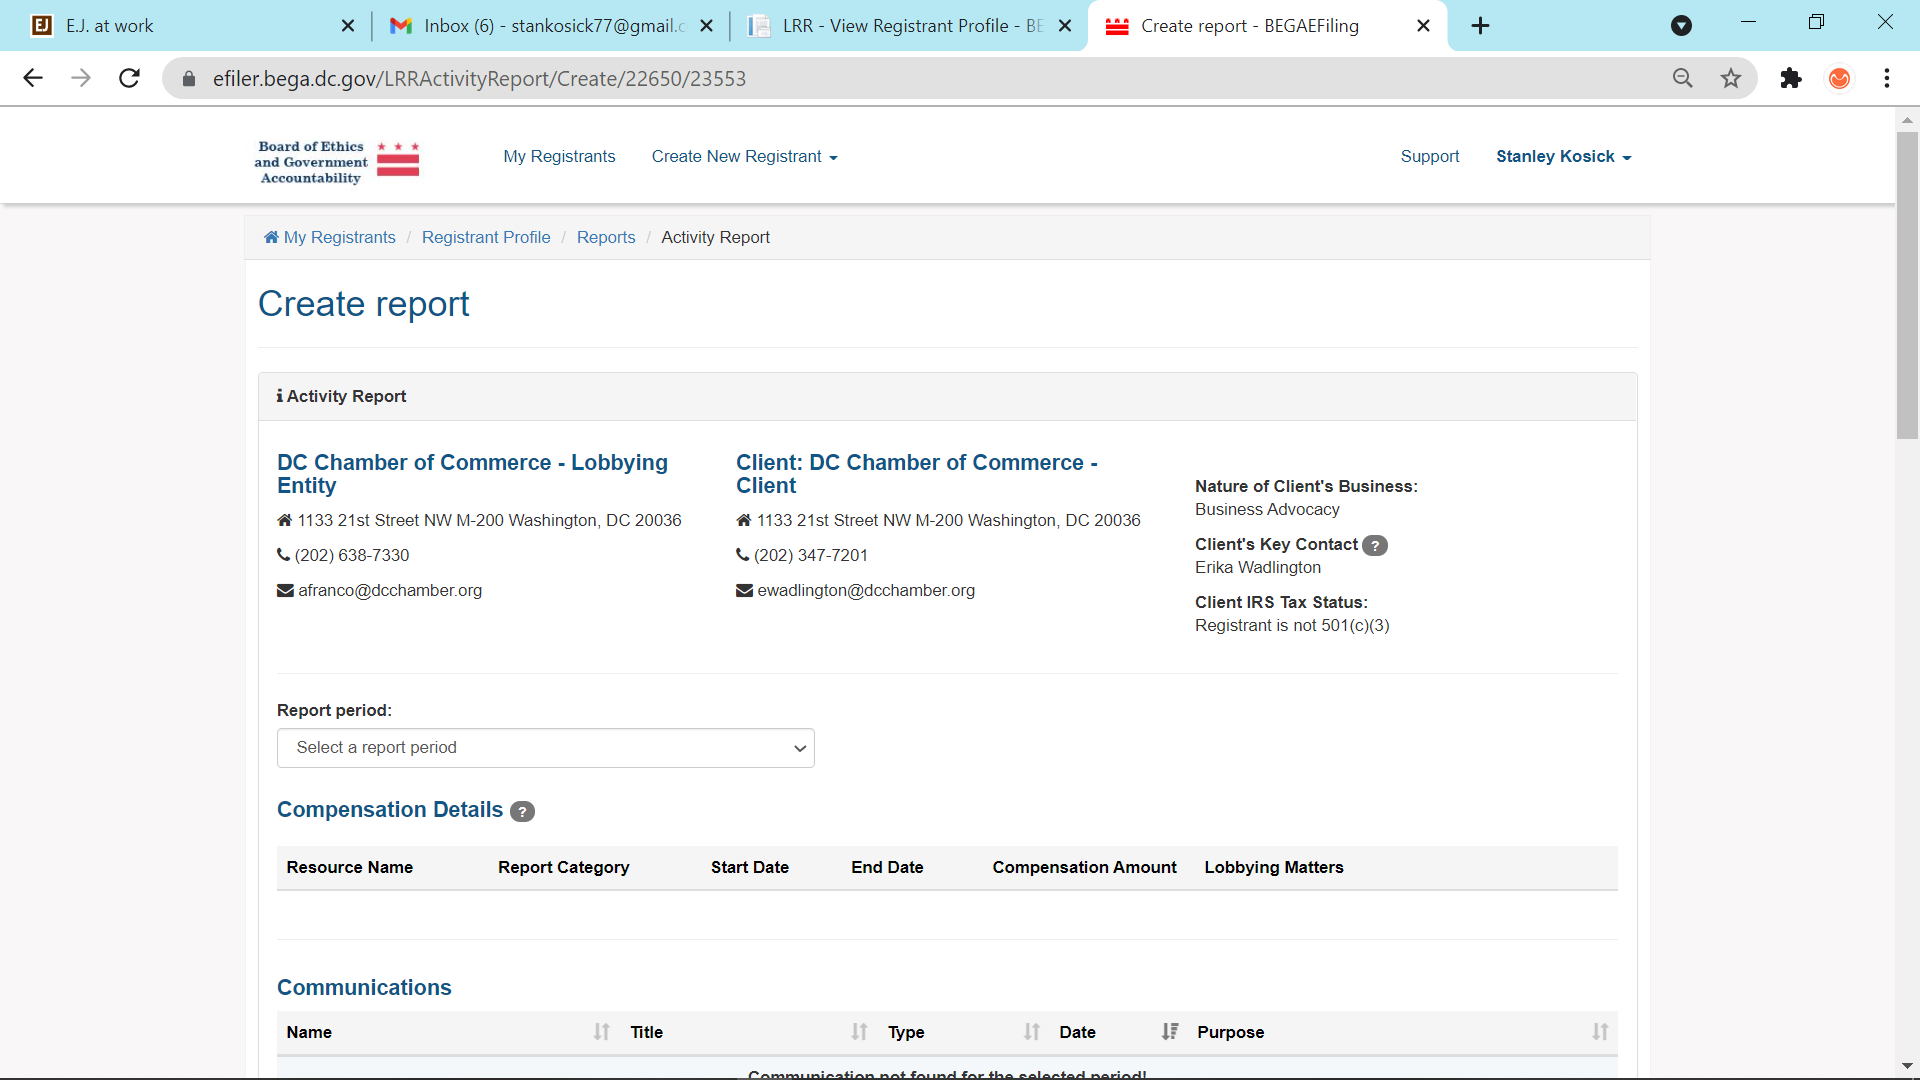 E.J. at work
Inbox (6) - stankosick77@gmail.c
LRR - View Registrant Profile - BE
Create report - BEGAEFiling
efiler.bega.dc.gov/LRRActivityReport/Create/22650/23553
Board of Ethics
and Government
Accountability
My Registrants
Create New Registrant
Support
Stanley Kosick
My Registrants / Registrant Profile / Reports / Activity Report
Create report
Activity Report
DC Chamber of Commerce - Lobbying
Entity
1133 21st Street NW M-200 Washington, DC 20036
(202) 638-7330
afranco@dcchamber.org
Client: DC Chamber of Commerce -
Client
1133 21st Street NW M-200 Washington, DC 20036
(202) 347-7201
ewadlington@dcchamber.org
Nature of Client's Business:
Business Advocacy
Client's Key Contact ?
Erika Wadlington
Client IRS Tax Status:
Registrant is not 501(c)(3)
Report period:
Select a report period
Compensation Details ?
Resource Name Report Category Start Date End Date Compensation Amount Lobbying Matters
Communications
Name Title Type Date Purpose
Communication not found for the selected period!